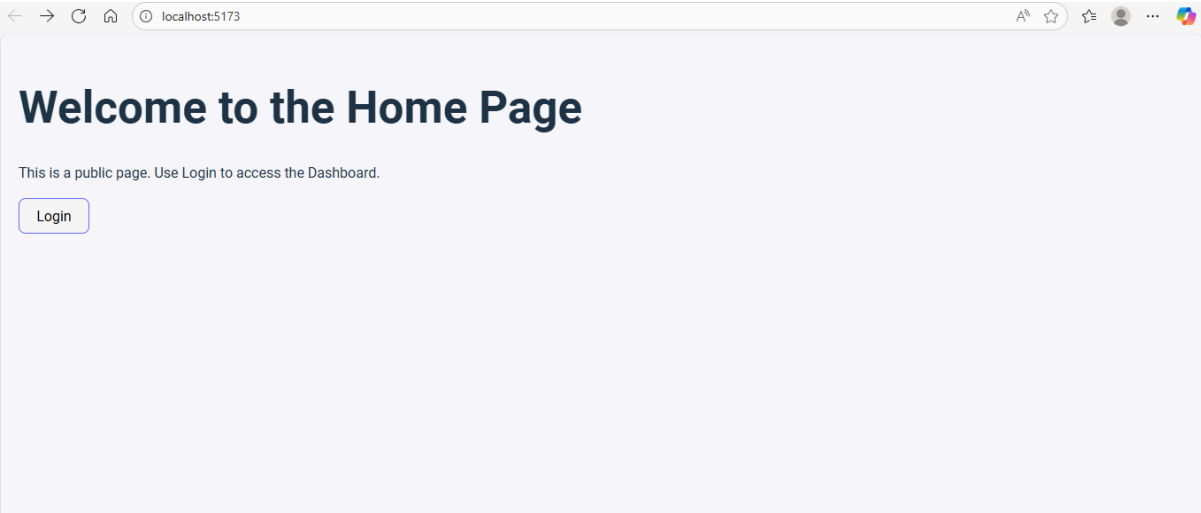 localhost:5173
Welcome to the Home Page
This is a public page. Use Login to access the Dashboard.
Login